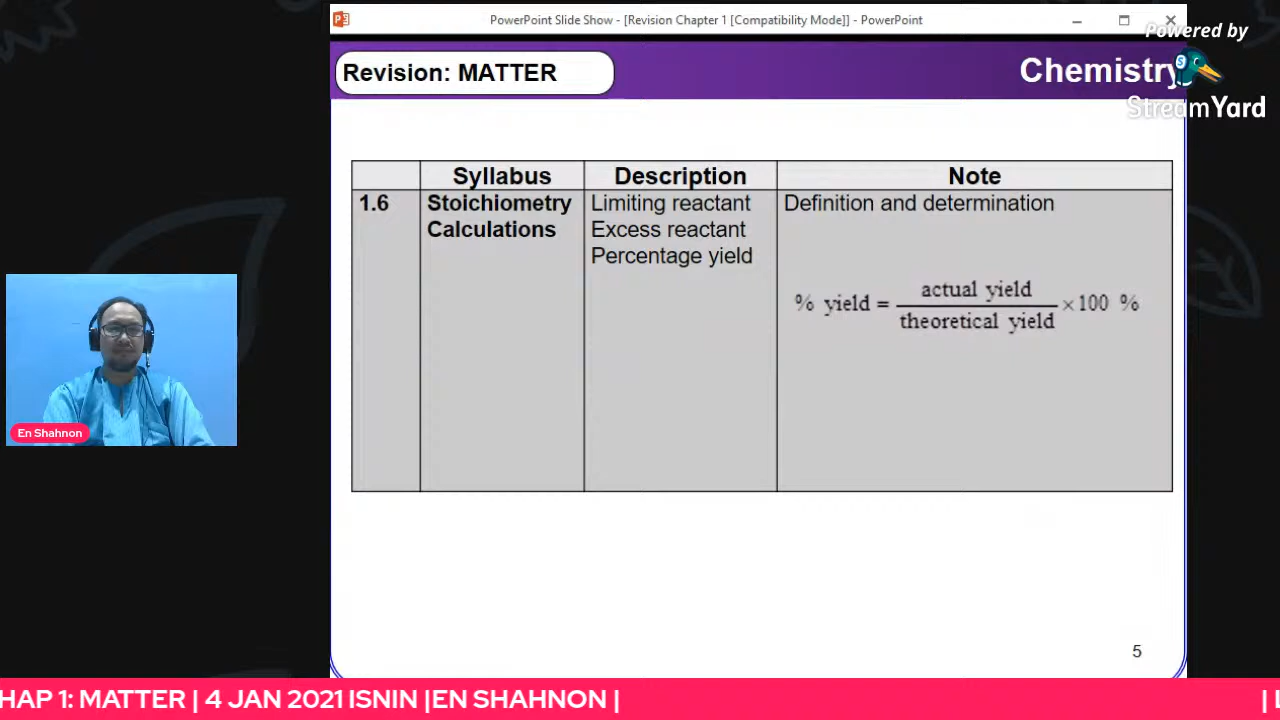 PowerPoint Slide Show - [Revision Chapter 1 [Compatibility Mode]] - PowerPoint
Powered by
StreamYard
Revision: MATTER
Chemistry
Syllabus Description Note
1.6 Stoichiometry Limiting reactant Definition and determination
Calculations Excess reactant
Percentage yield
% yield = actual yield / theoretical yield × 100 %
En Shahnon
5
HAP 1: MATTER | 4 JAN 2021 ISNIN |EN SHAHNON |